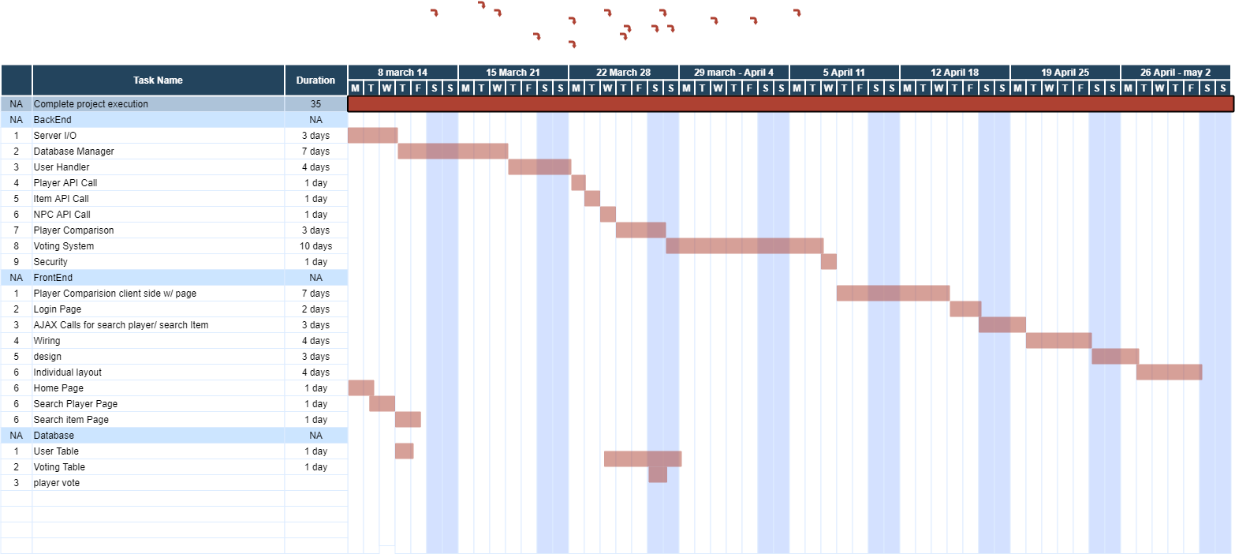 Task Name Duration 8 march 14 15 March 21 22 March 28 29 march - April 4 5 April 11 12 April 18 19 April 25 26 April - may 2
M T W T F S S M T W T F S S M T W T F S S M T W T F S S M T W T F S S M T W T F S S M T W T F S S M T W T F S S
NA Complete project execution 35
NA BackEnd NA
1 Server I/O 3 days
2 Database Manager 7 days
3 User Handler 4 days
4 Player API Call 1 day
5 Item API Call 1 day
6 NPC API Call 1 day
7 Player Comparison 3 days
8 Voting System 10 days
9 Security 1 day
NA FrontEnd NA
1 Player Comparision client side w/ page 7 days
2 Login Page 2 days
3 AJAX Calls for search player/ search Item 3 days
4 Wiring 4 days
5 design 3 days
6 Individual layout 4 days
6 Home Page 1 day
6 Search Player Page 1 day
6 Search item Page 1 day
NA Database NA
1 User Table 1 day
2 Voting Table 1 day
3 player vote